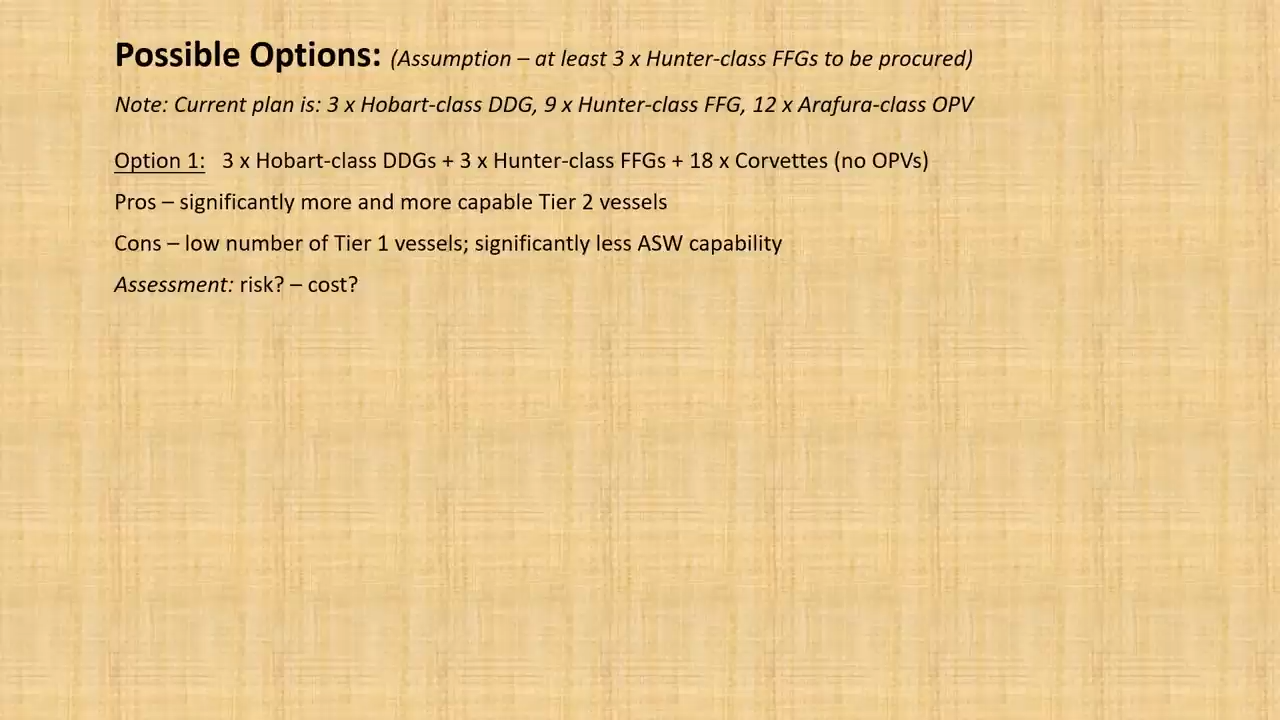 Possible Options: (Assumption – at least 3 x Hunter-class FFGs to be procured)
Note: Current plan is: 3 x Hobart-class DDG, 9 x Hunter-class FFG, 12 x Arafura-class OPV
Option 1: 3 x Hobart-class DDGs + 3 x Hunter-class FFGs + 18 x Corvettes (no OPVs)
Pros – significantly more and more capable Tier 2 vessels
Cons – low number of Tier 1 vessels; significantly less ASW capability
Assessment: risk? – cost?